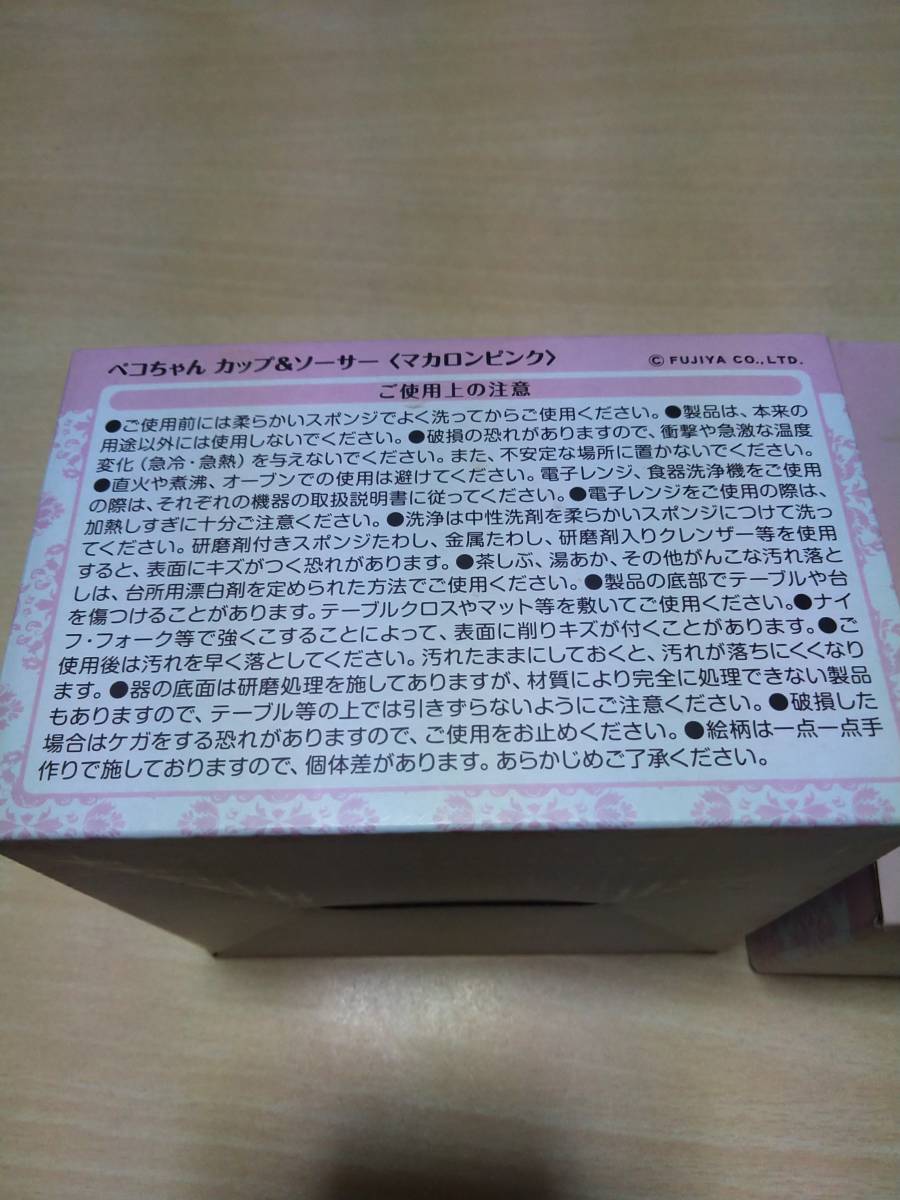 ペコちゃん カップ&ソーサー〈マカロンピンク〉 © FUJIYA CO., LTD.
ご使用上の注意
●ご使用前には柔らかいスポンジでよく洗ってからご使用ください。●製品は、本来の
用途以外には使用しないでください。●破損の恐れがありますので、衝撃や急激な温度
変化（急冷・急熱）を与えないでください。また、不安定な場所に置かないでください。
●直火や煮沸、オーブンでの使用は避けてください。電子レンジ、食器洗浄機をご使用
の際は、それぞれの機器の取扱説明書に従ってください。●電子レンジをご使用の際は、
加熱しすぎに十分ご注意ください。●洗浄は中性洗剤を柔らかいスポンジにつけて洗っ
てください。研磨剤付きスポンジたわし、金属たわし、研磨剤入りクレンザー等を使用
すると、表面にキズがつく恐れがあります。●茶しぶ、湯あか、その他がんこな汚れ落と
しは、台所用漂白剤を定められた方法でご使用ください。●製品の底部でテーブルや台
を傷つけることがあります。テーブルクロスやマット等を敷いてご使用ください。●ナイ
フ・フォーク等で強くこすることによって、表面に削りキズが付くことがあります。●ご
使用後は汚れを早く落としてください。汚れたままにしておくと、汚れが落ちにくくなり
ます。●器の底面は研磨処理を施してありますが、材質により完全に処理できない製品
もありますので、テーブル等の上では引きずらないようにご注意ください。●破損した
場合はケガをする恐れがありますので、ご使用をお止めください。●絵柄は一点一点手
作りで施しておりますので、個体差があります。あらかじめご了承ください。